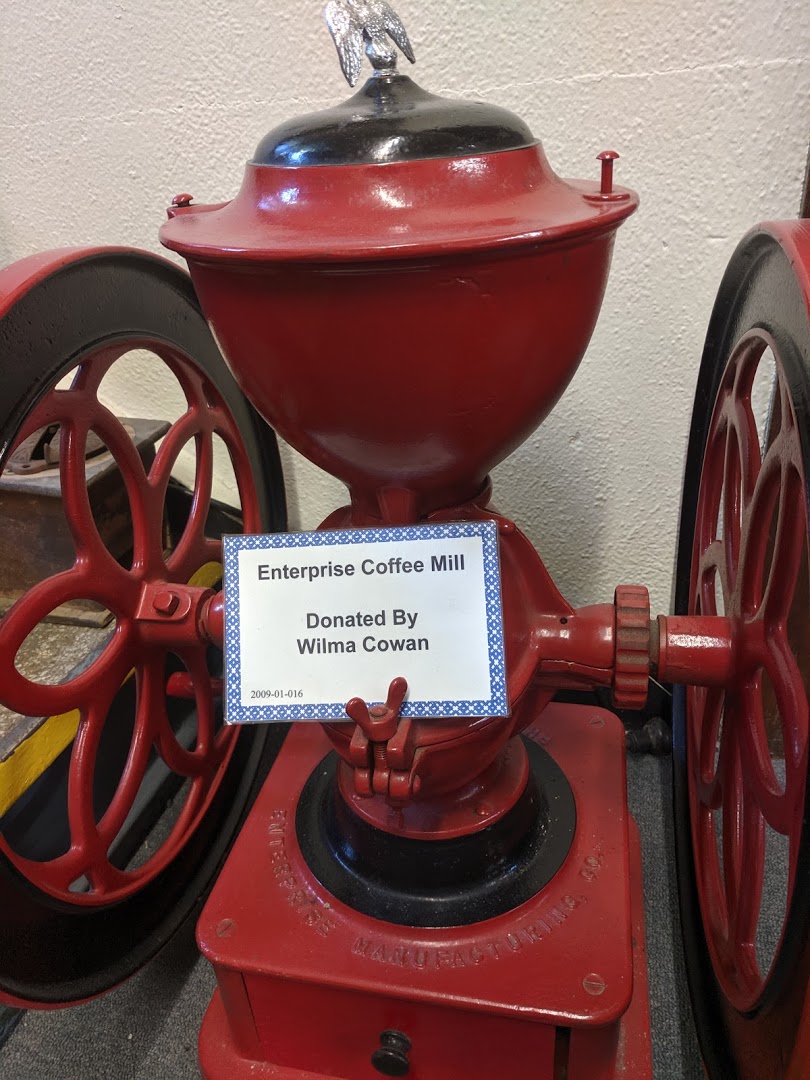 Enterprise Coffee Mill
Donated By
Wilma Cowan
2009-01-016
ENTERPRISE MANUFACTURING CO.